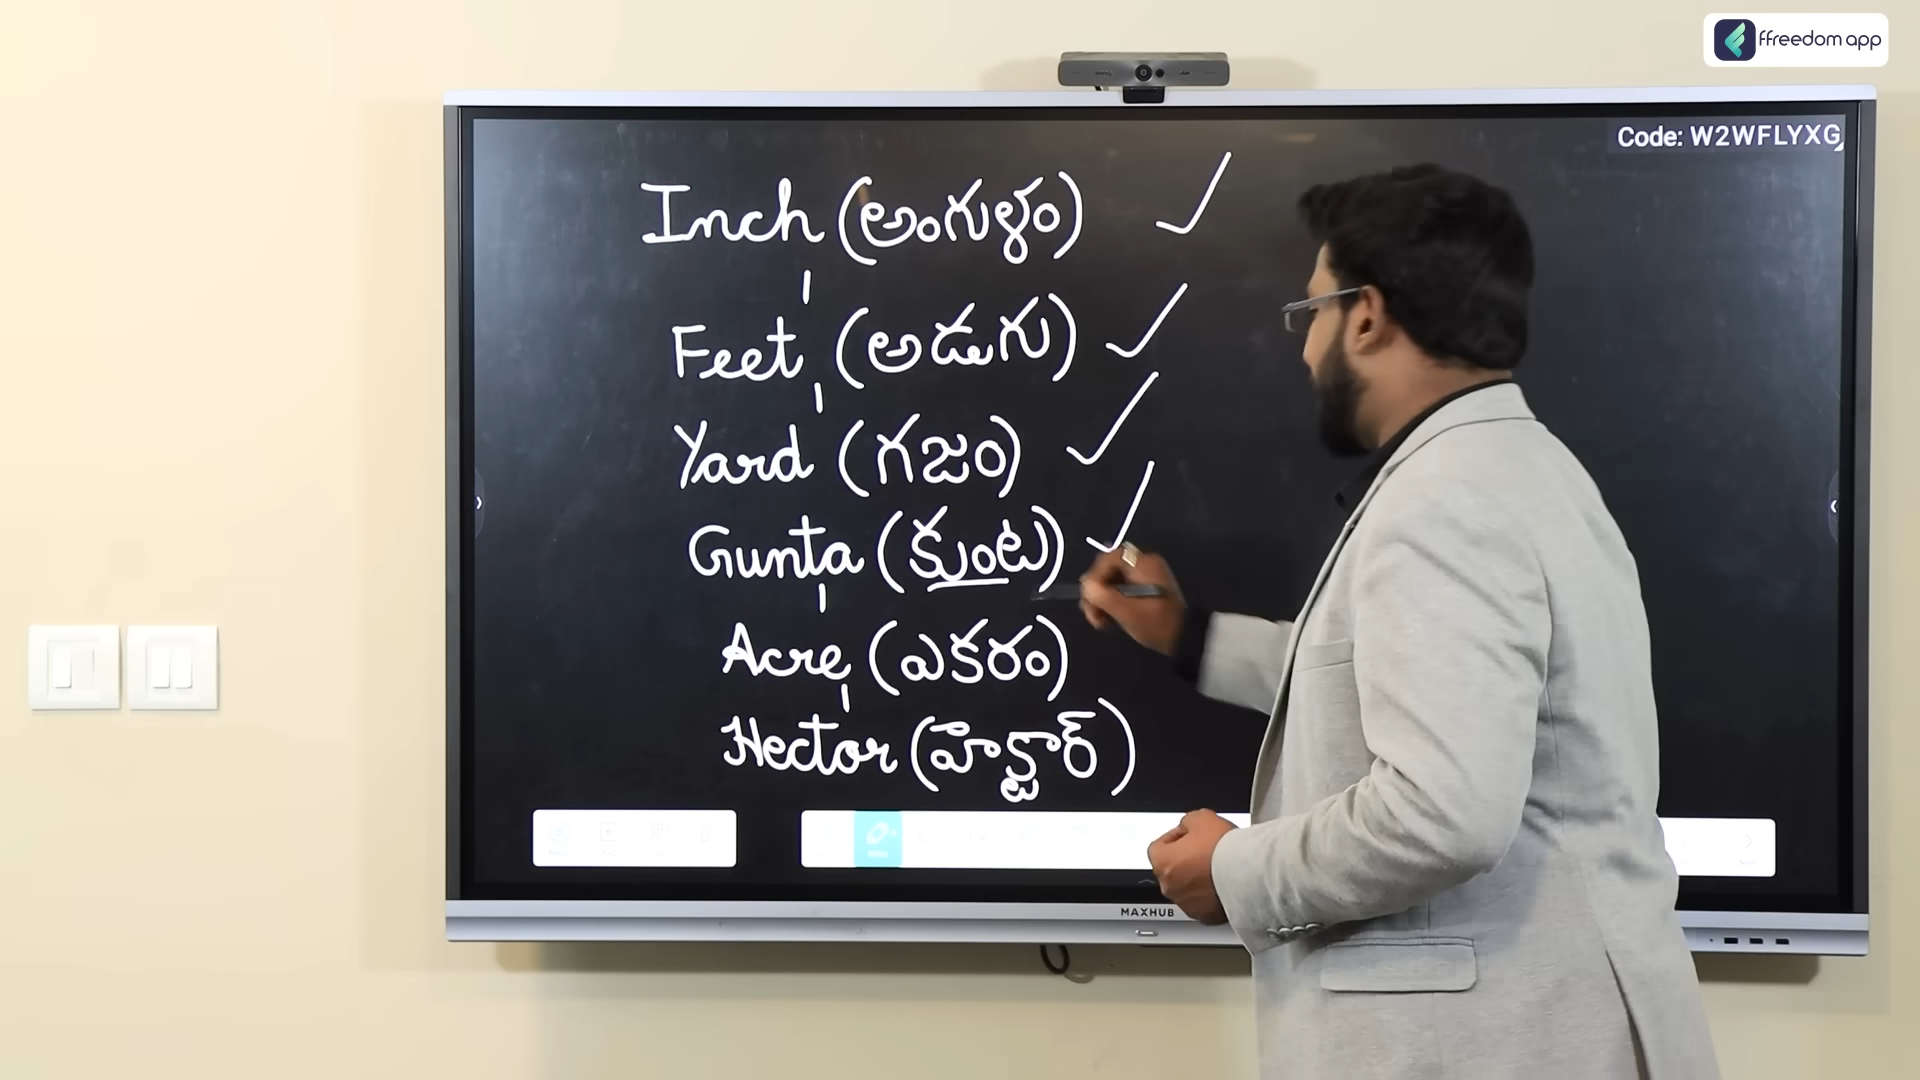 ffreedom app
Code: W2WFLYXG
Inch (అంగుళం)
Feet (అడుగు)
Yard (గజం)
Gunta (కుంట)
Acre (ఎకరం)
Hector (హెక్టార్)
MAXHUB